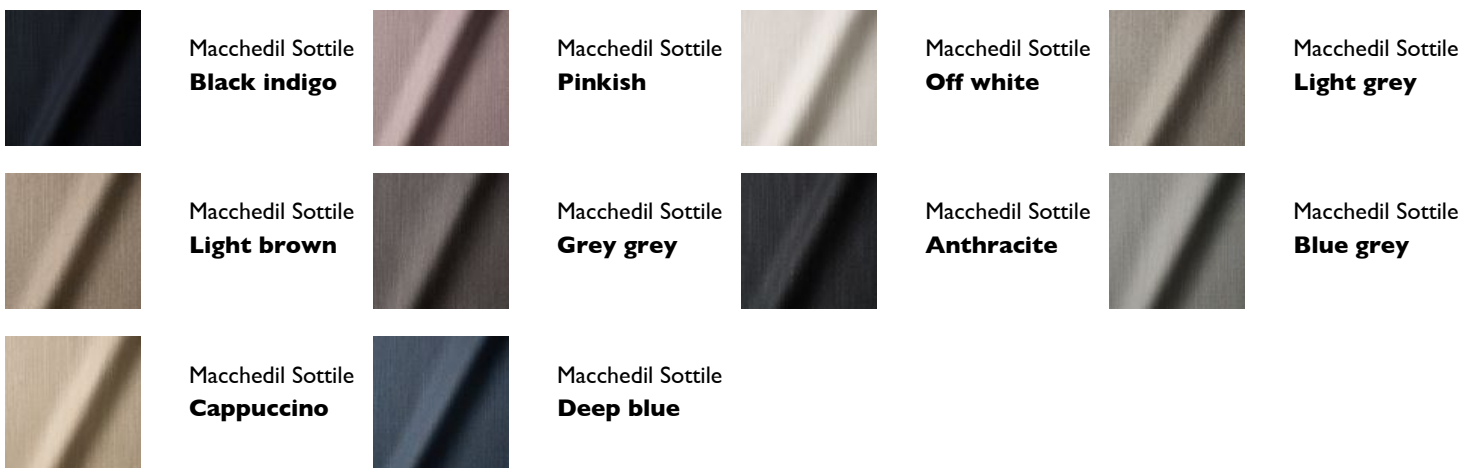 Macchedil Sottile
Black indigo
Macchedil Sottile
Pinkish
Macchedil Sottile
Off white
Macchedil Sottile
Light grey
Macchedil Sottile
Light brown
Macchedil Sottile
Grey grey
Macchedil Sottile
Anthracite
Macchedil Sottile
Blue grey
Macchedil Sottile
Cappuccino
Macchedil Sottile
Deep blue